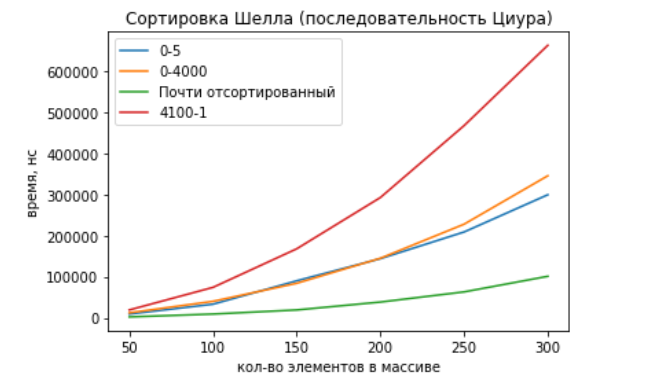 Сортировка Шелла (последовательность Циура)
0-5
0-4000
Почти отсортированный
4100-1
600000
500000
400000
300000
200000
100000
0
время, нс
50 100 150 200 250 300
кол-во элементов в массиве